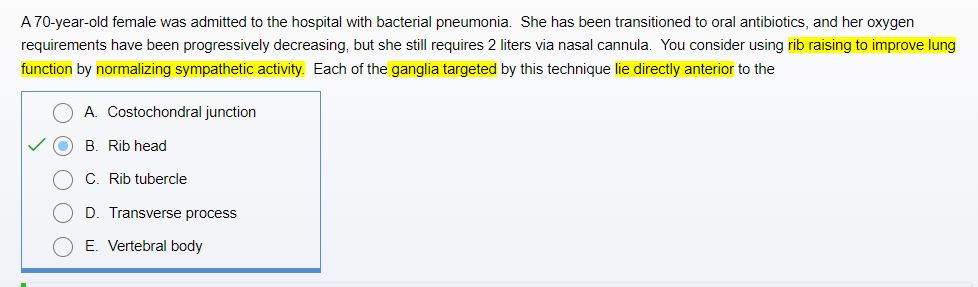 A 70-year-old female was admitted to the hospital with bacterial pneumonia.  She has been transitioned to oral antibiotics, and her oxygen
requirements have been progressively decreasing, but she still requires 2 liters via nasal cannula.  You consider using rib raising to improve lung
function by normalizing sympathetic activity.  Each of the ganglia targeted by this technique lie directly anterior to the
A.  Costochondral junction
B.  Rib head
C.  Rib tubercle
D.  Transverse process
E.  Vertebral body